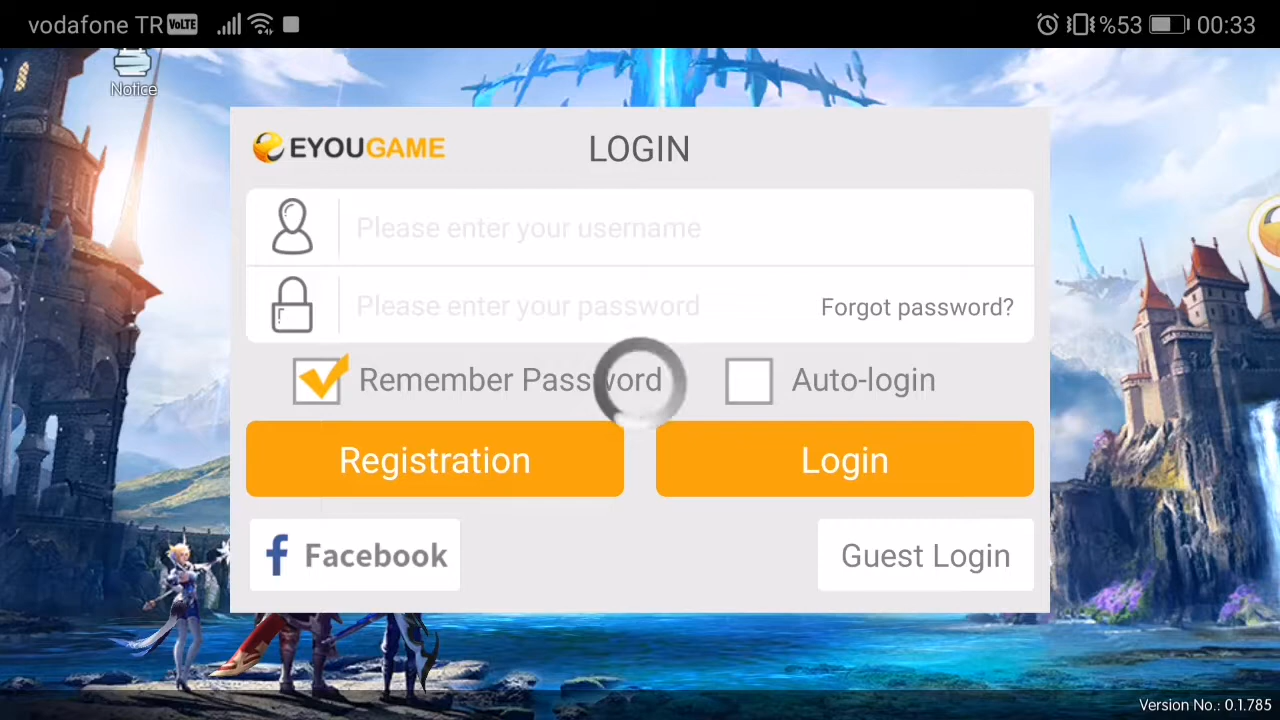 vodafone TR VoLTE %53 00:33
Notice
EYOUGAME LOGIN
Please enter your username
Please enter your password Forgot password?
Remember Password Auto-login
Registration Login
Facebook Guest Login
Version No.: 0.1.785